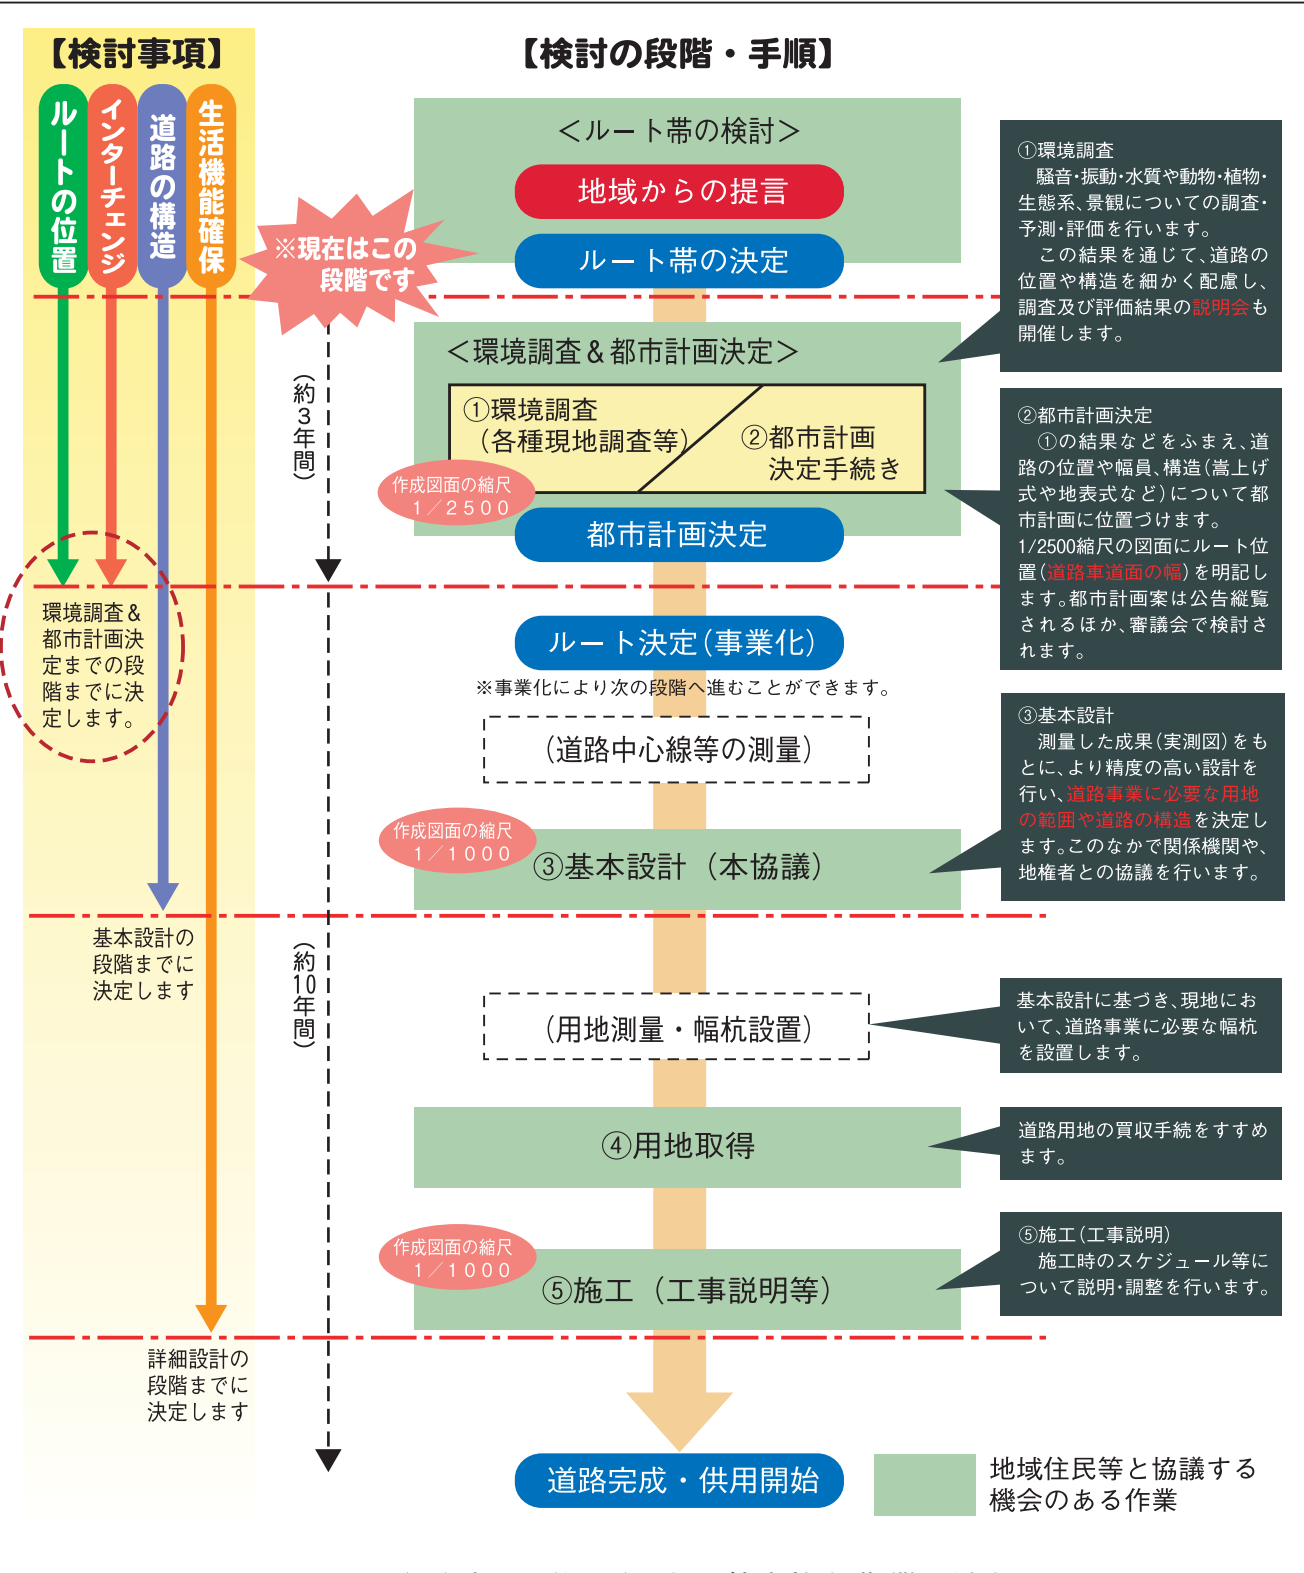 【検討事項】
ルートの位置
インターチェンジ
道路の構造
生活機能確保
環境調査＆
都市計画決
定までの段
階までに決
定します。
基本設計の
段階までに
決定します
詳細設計の
段階までに
決定します
【検討の段階・手順】
※現在はこの
段階です
（約3年間）
（約10年間）
＜ルート帯の検討＞
地域からの提言
ルート帯の決定
＜環境調査＆都市計画決定＞
①環境調査
（各種現地調査等）
②都市計画
決定手続き
作成図面の縮尺
1／2500
都市計画決定
ルート決定（事業化）
※事業化により次の段階へ進むことができます。
（道路中心線等の測量）
作成図面の縮尺
1／1000
③基本設計（本協議）
（用地測量・幅杭設置）
④用地取得
作成図面の縮尺
1／1000
⑤施工（工事説明等）
道路完成・供用開始
①環境調査
騒音・振動・水質や動物・植物・
生態系、景観についての調査・
予測・評価を行います。
この結果を通じて、道路の
位置や構造を細かく配慮し、
調査及び評価結果の説明会も
開催します。
②都市計画決定
①の結果などをふまえ、道
路の位置や幅員、構造（嵩上げ
式や地表式など）について都
市計画に位置づけます。
1/2500縮尺の図面にルート位
置（道路車道面の幅）を明記し
ます。都市計画案は公告縦覧
されるほか、審議会で検討さ
れます。
③基本設計
測量した成果（実測図）をも
とに、より精度の高い設計を
行い、道路事業に必要な用地
の範囲や道路の構造を決定し
ます。このなかで関係機関や、
地権者との協議を行います。
基本設計に基づき、現地にお
いて、道路事業に必要な幅杭
を設置します。
道路用地の買収手続をすすめ
ます。
⑤施工（工事説明）
施工時のスケジュール等に
ついて説明・調整を行います。
地域住民等と協議する
機会のある作業